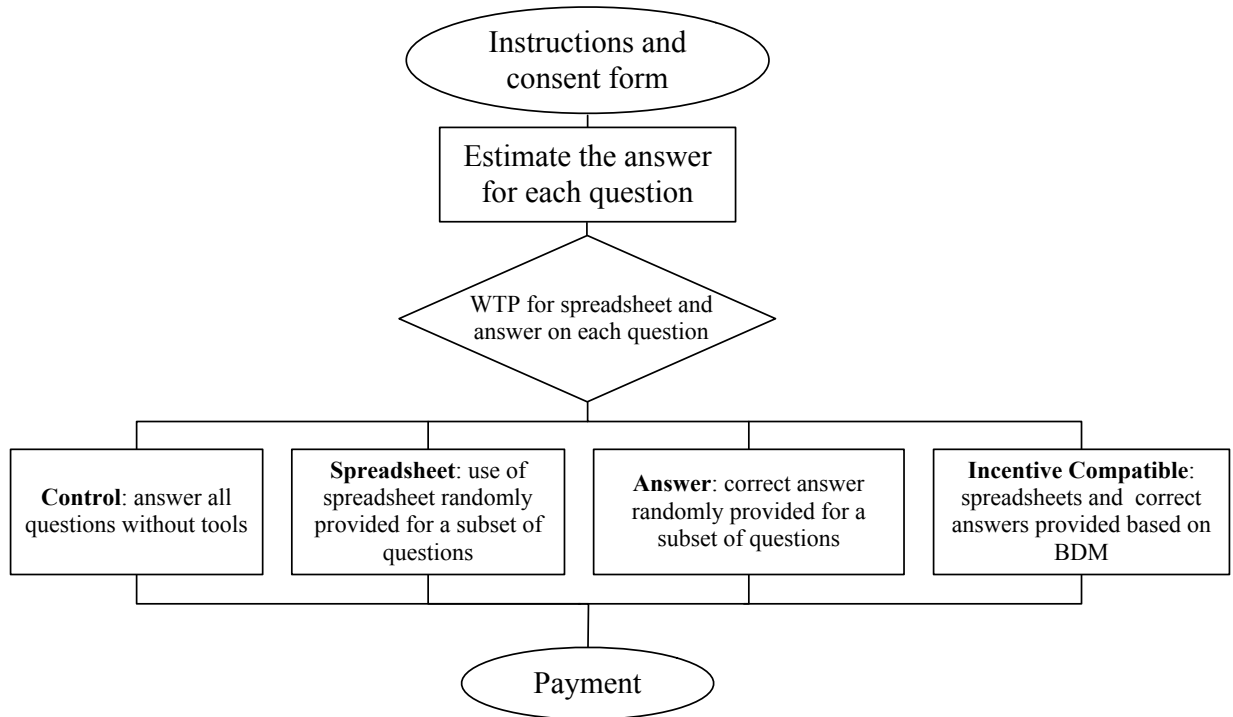 Instructions and
consent form
Estimate the answer
for each question
WTP for spreadsheet and
answer on each question
Control: answer all
questions without tools
Spreadsheet: use of
spreadsheet randomly
provided for a subset of
questions
Answer: correct answer
randomly provided for a
subset of questions
Incentive Compatible:
spreadsheets and correct
answers provided based on
BDM
Payment